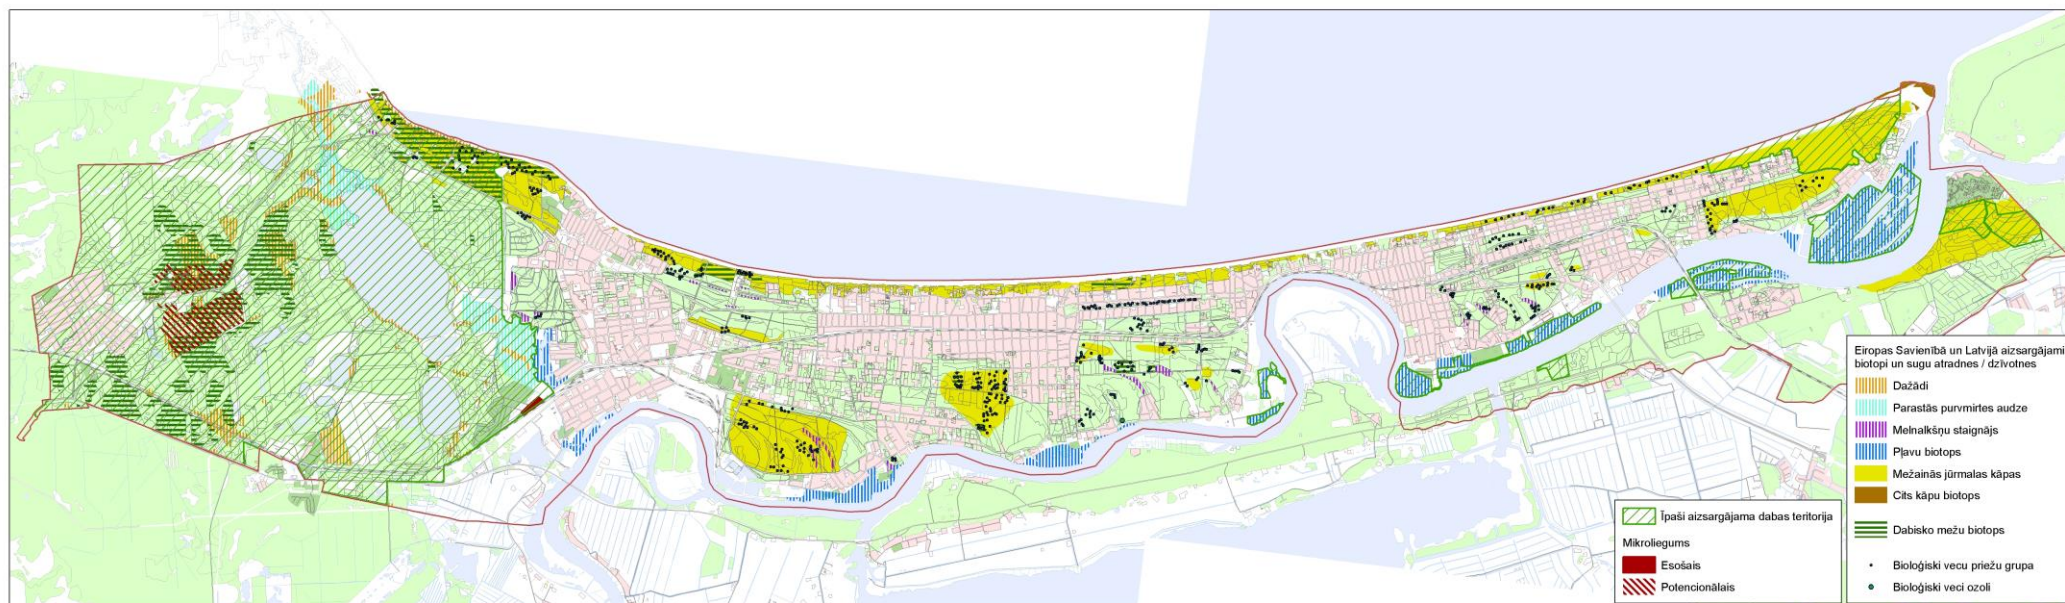 Eiropas Savienībā un Latvijā aizsargājami
biotopi un sugu atradnes / dzīvotnes
Dažādi
Parastās purvmirtes audze
Melnalkšņu staignājs
Pļavu biotops
Mežainās jūrmalas kāpas
Cits kāpu biotops
Dabisko mežu biotops
Bioloģiski vecu priežu grupa
Bioloģiski veci ozoli
Īpaši aizsargājama dabas teritorija
Mikroliegums
Esošais
Potencionālais